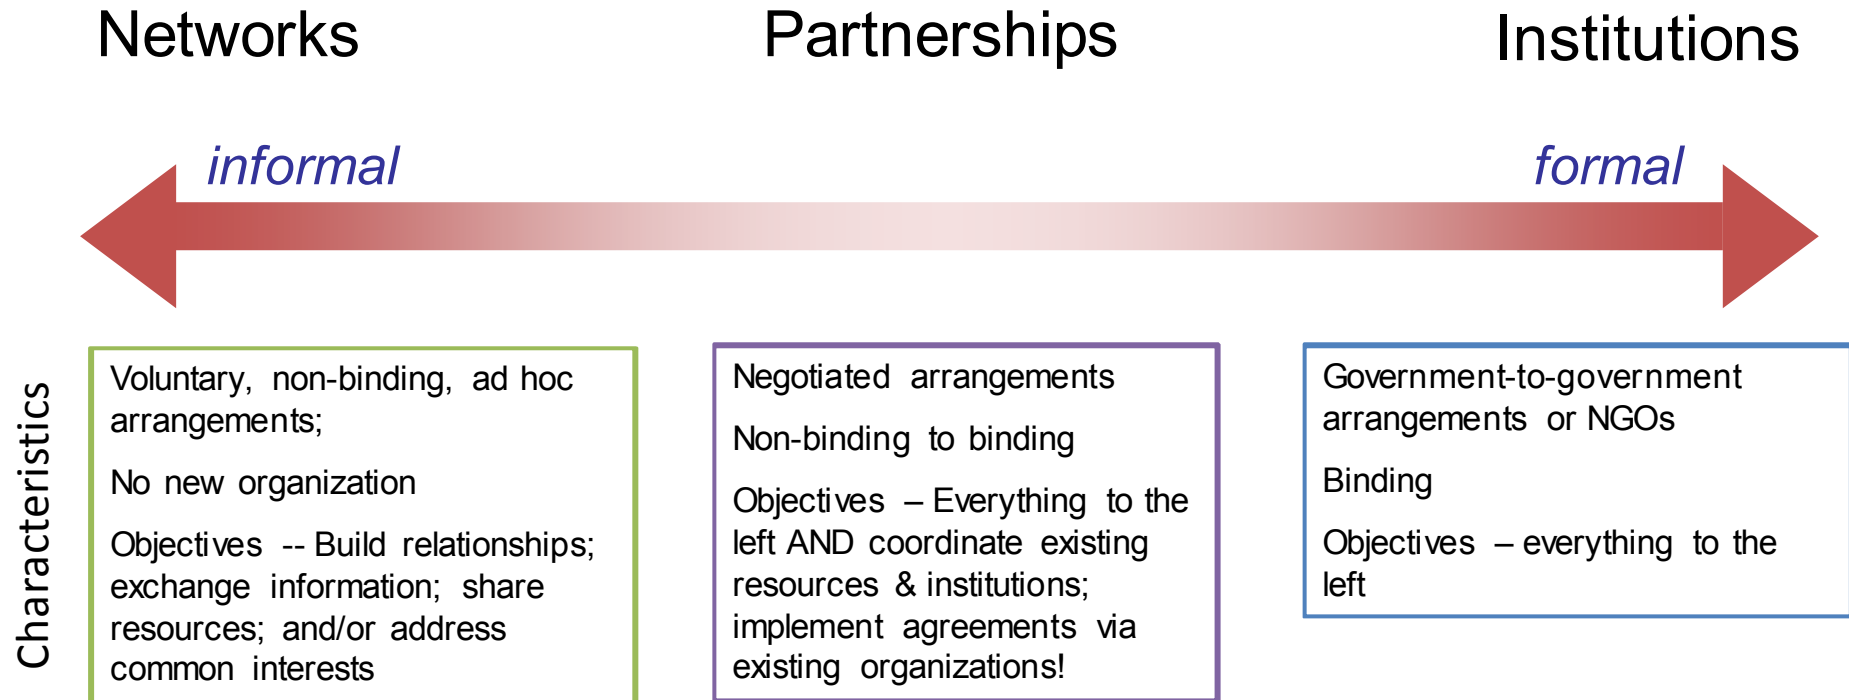 Networks
Partnerships
Institutions
informal
formal
Characteristics
Voluntary, non-binding, ad hoc
arrangements;
No new organization
Objectives -- Build relationships;
exchange information; share
resources; and/or address
common interests
Negotiated arrangements
Non-binding to binding
Objectives – Everything to the
left AND coordinate existing
resources & institutions;
implement agreements via
existing organizations!
Government-to-government
arrangements or NGOs
Binding
Objectives – everything to the
left